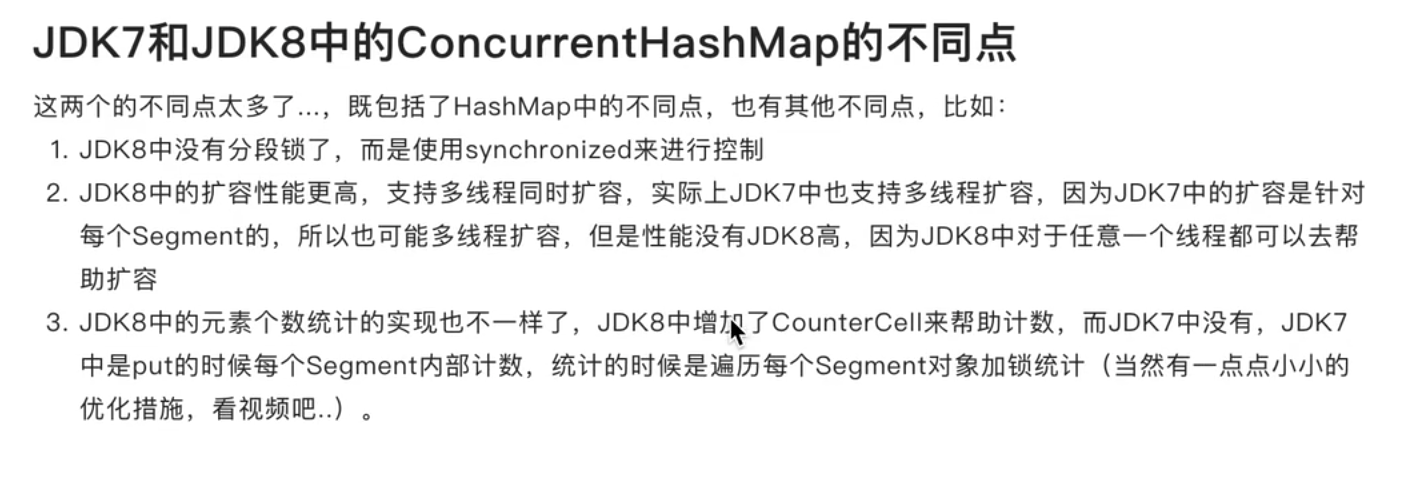 JDK7和JDK8中的ConcurrentHashMap的不同点
这两个的不同点太多了...，既包括了HashMap中的不同点，也有其他不同点，比如：
1. JDK8中没有分段锁了，而是使用synchronized来进行控制
2. JDK8中的扩容性能更高，支持多线程同时扩容，实际上JDK7中也支持多线程扩容，因为JDK7中的扩容是针对
每个Segment的，所以也可能多线程扩容，但是性能没有JDK8高，因为JDK8中对于任意一个线程都可以去帮
助扩容
3. JDK8中的元素个数统计的实现也不一样了，JDK8中增加了CounterCell来帮助计数，而JDK7中没有，JDK7
中是put的时候每个Segment内部计数，统计的时候是遍历每个Segment对象加锁统计（当然有一点点小小的
优化措施，看视频吧..）。